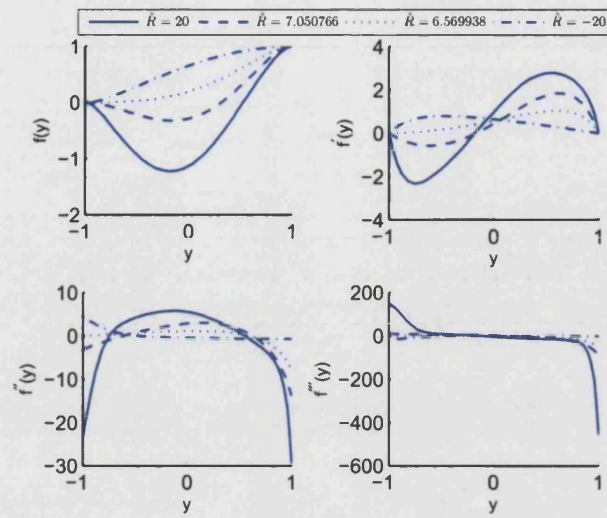 R̂ = 20 R̂ = 7.050766 R̂ = 6.569938 R̂ = −20
1
0
−1
−2
f(y)
−1 0 1
y
4
2
0
−2
−4
f′(y)
−1 0 1
y
10
0
−10
−20
−30
f″(y)
−1 0 1
y
200
0
−200
−400
−600
f‴(y)
−1 0 1
y